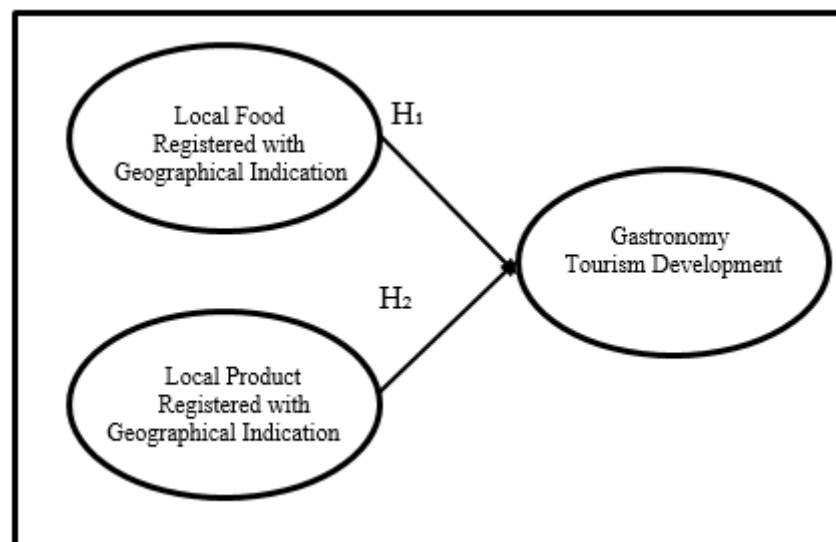 Local Food
Registered with
Geographical Indication
H₁
Gastronomy
Tourism Development
H₂
Local Product
Registered with
Geographical Indication